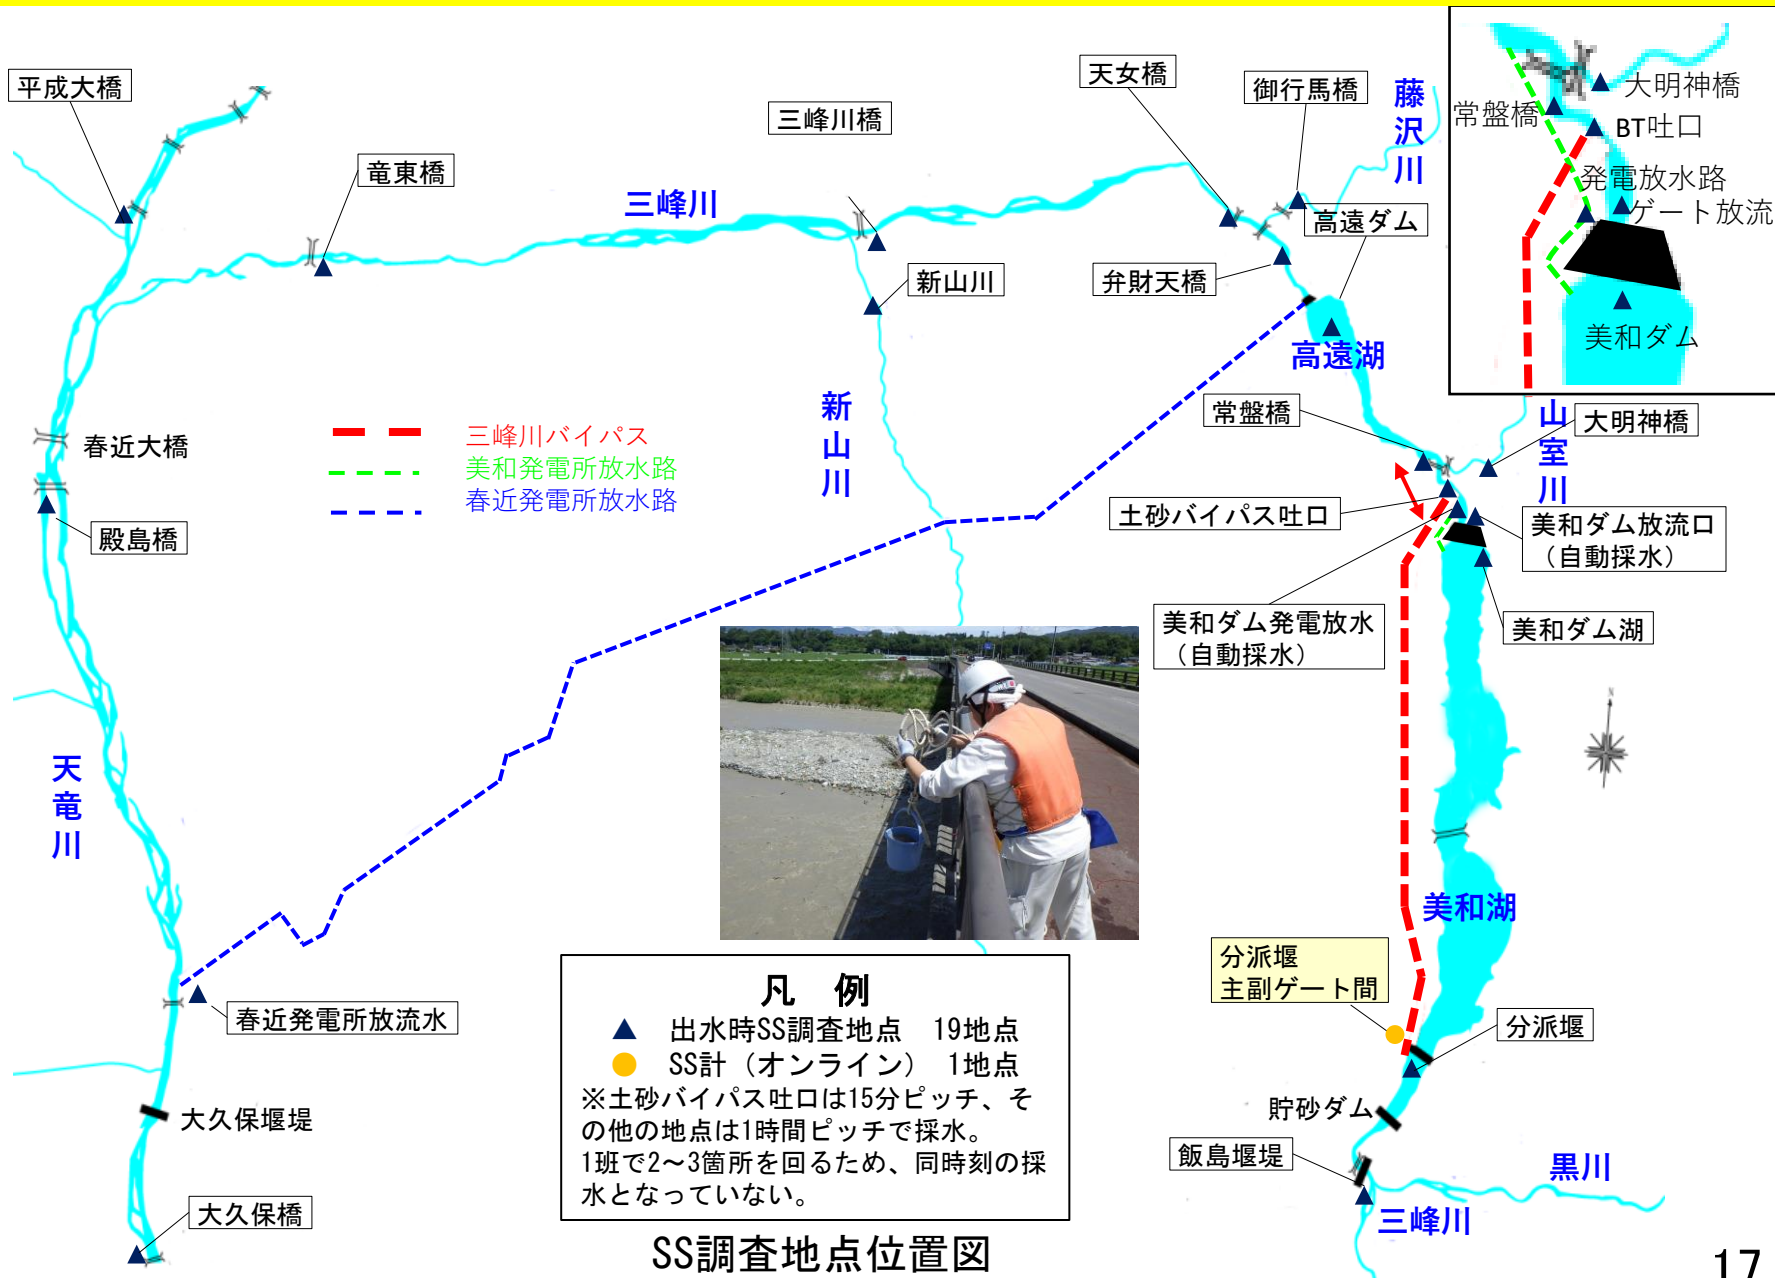 平成大橋
竜東橋
三峰川
三峰川橋
新山川
天女橋
御行馬橋
藤沢川
高遠ダム
弁財天橋
高遠湖
大明神橋
常盤橋
BT吐口
発電放水路
ゲート放流
美和ダム
春近大橋
殿島橋
三峰川バイパス
美和発電所放水路
春近発電所放水路
新山川
常盤橋
山室川
大明神橋
土砂バイパス吐口
美和ダム放流口
（自動採水）
美和ダム発電放水
（自動採水）
美和ダム湖
N
天竜川
美和湖
分派堰
主副ゲート間
分派堰
春近発電所放流水
大久保堰堤
大久保橋
貯砂ダム
飯島堰堤
黒川
三峰川
凡 例
出水時SS調査地点 19地点
SS計（オンライン） 1地点
※土砂バイパス吐口は15分ピッチ、そ
の他の地点は1時間ピッチで採水。
1班で2～3箇所を回るため、同時刻の採
水となっていない。
SS調査地点位置図
17